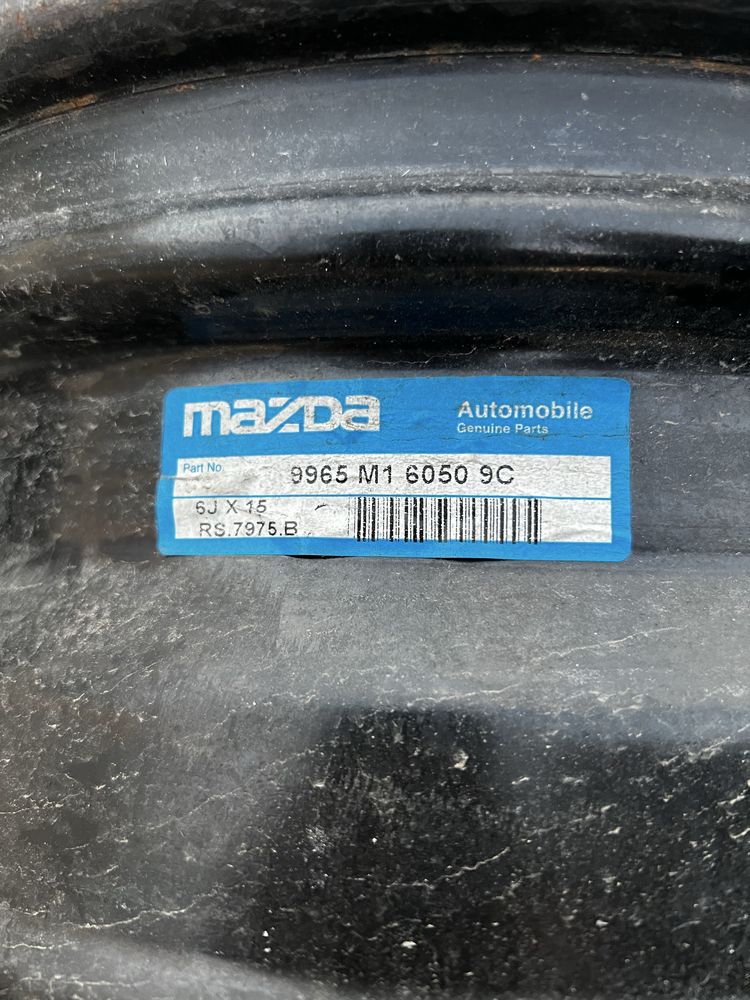 mazda
Automobile
Genuine Parts
Part No. 9965 M1 6050 9C
6J X 15
RS.7975.B